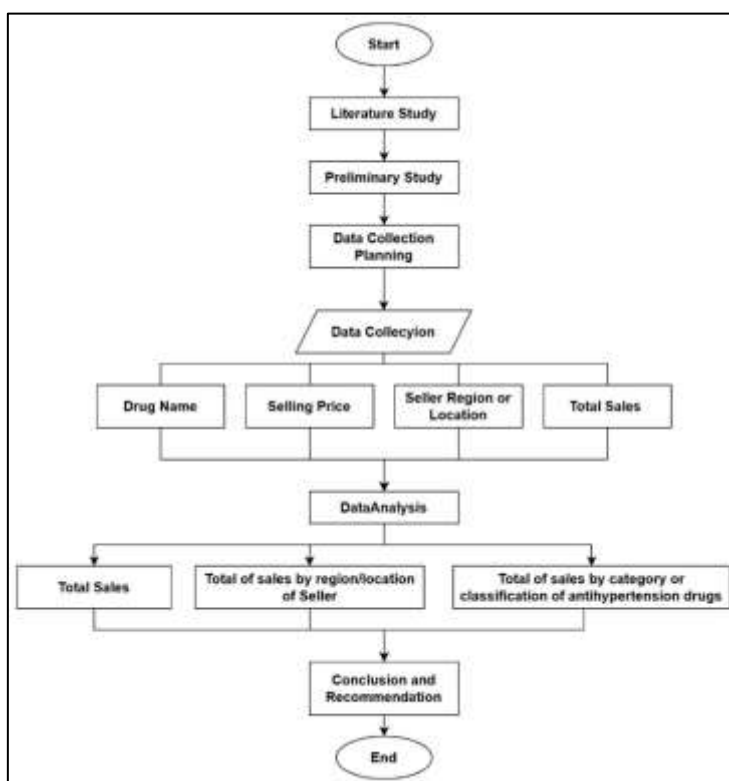 Start
Literature Study
Preliminary Study
Data Collection
Planning
Data Collecyion
Drug Name
Selling Price
Seller Region or
Location
Total Sales
DataAnalysis
Total Sales
Total of sales by region/location
of Seller
Total of sales by category or
classification of antihypertension drugs
Conclusion and
Recommendation
End